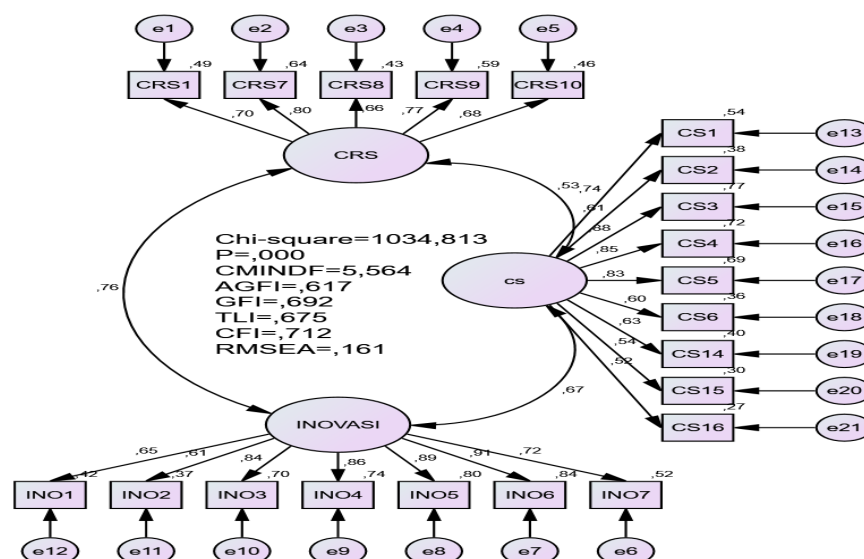 e1 e2 e3 e4 e5
,49 ,64 ,43 ,59 ,46
CRS1 CRS7 CRS8 CRS9 CRS10
,70 ,80 ,66 ,77 ,68
CRS
,54
CS1 e13
,38
CS2 e14
,77
CS3 e15
,72
CS4 e16
,69
CS5 e17
,36
CS6 e18
,40
CS14 e19
,30
CS15 e20
,27
CS16 e21
,53 ,74
,61
,88
,85
,83
,60
,63
,54
,52
cs
Chi-square=1034,813
P=,000
CMINDF=5,564
AGFI=,617
GFI=,692
TLI=,675
CFI=,712
RMSEA=,161
,76
,67
INOVASI
,65 ,61 ,84 ,86 ,89 ,91 ,72
,42 ,37 ,70 ,74 ,80 ,84 ,52
INO1 INO2 INO3 INO4 INO5 INO6 INO7
e12 e11 e10 e9 e8 e7 e6